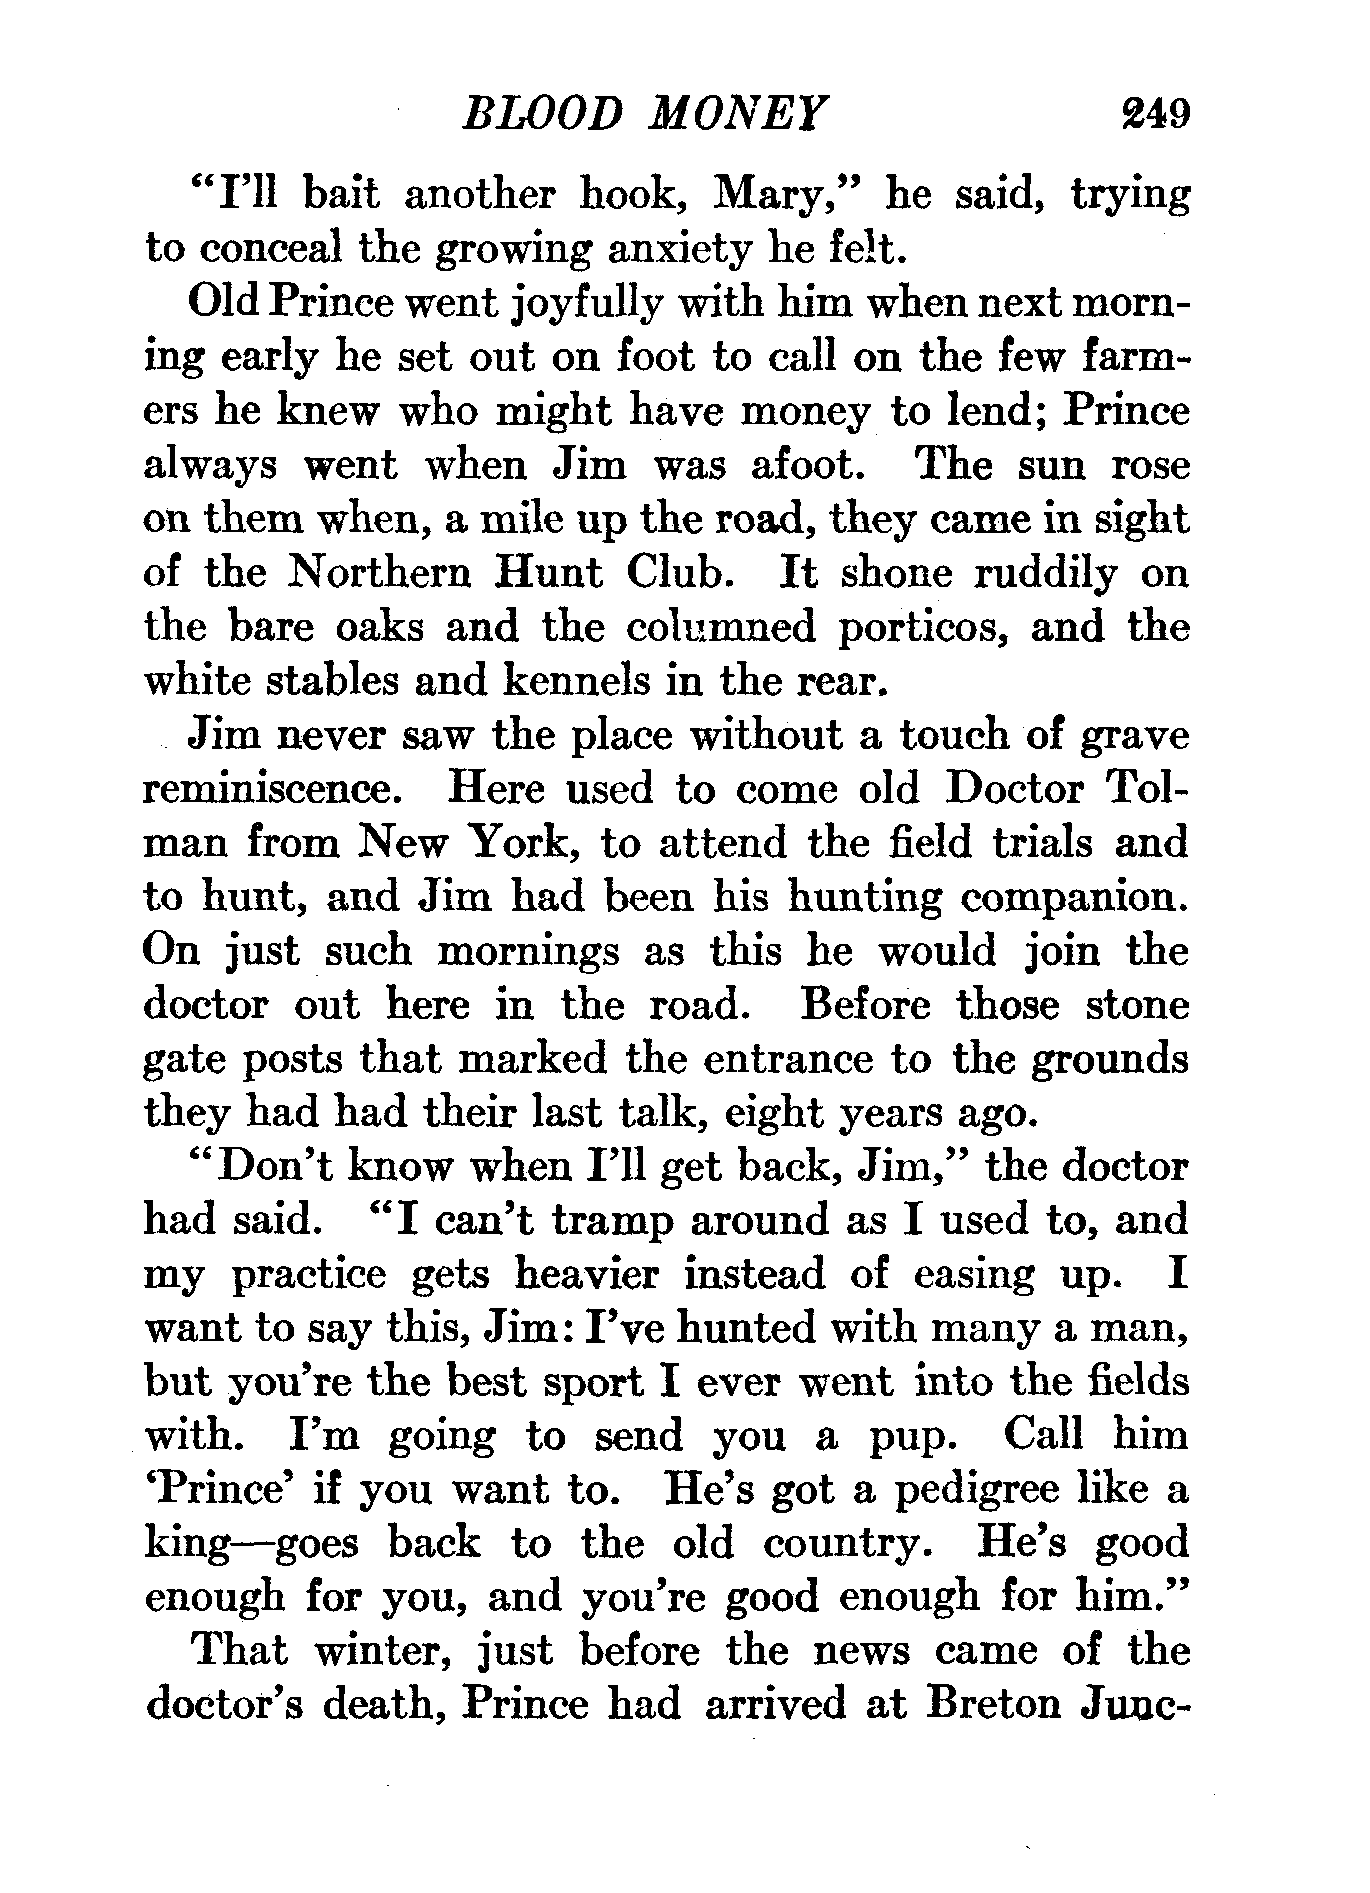 BLOOD MONEY 249
"I'll bait another hook, Mary," he said, trying
to conceal the growing anxiety he felt.
Old Prince went joyfully with him when next morn-
ing early he set out on foot to call on the few farm-
ers he knew who might have money to lend; Prince
always went when Jim was afoot. The sun rose
on them when, a mile up the road, they came in sight
of the Northern Hunt Club. It shone ruddily on
the bare oaks and the columned porticos, and the
white stables and kennels in the rear.
Jim never saw the place without a touch of grave
reminiscence. Here used to come old Doctor Tol-
man from New York, to attend the field trials and
to hunt, and Jim had been his hunting companion.
On just such mornings as this he would join the
doctor out here in the road. Before those stone
gate posts that marked the entrance to the grounds
they had had their last talk, eight years ago.
"Don't know when I'll get back, Jim," the doctor
had said. "I can't tramp around as I used to, and
my practice gets heavier instead of easing up. I
want to say this, Jim: I've hunted with many a man,
but you're the best sport I ever went into the fields
with. I'm going to send you a pup. Call him
'Prince' if you want to. He's got a pedigree like a
king—goes back to the old country. He's good
enough for you, and you're good enough for him."
That winter, just before the news came of the
doctor's death, Prince had arrived at Breton Junc-